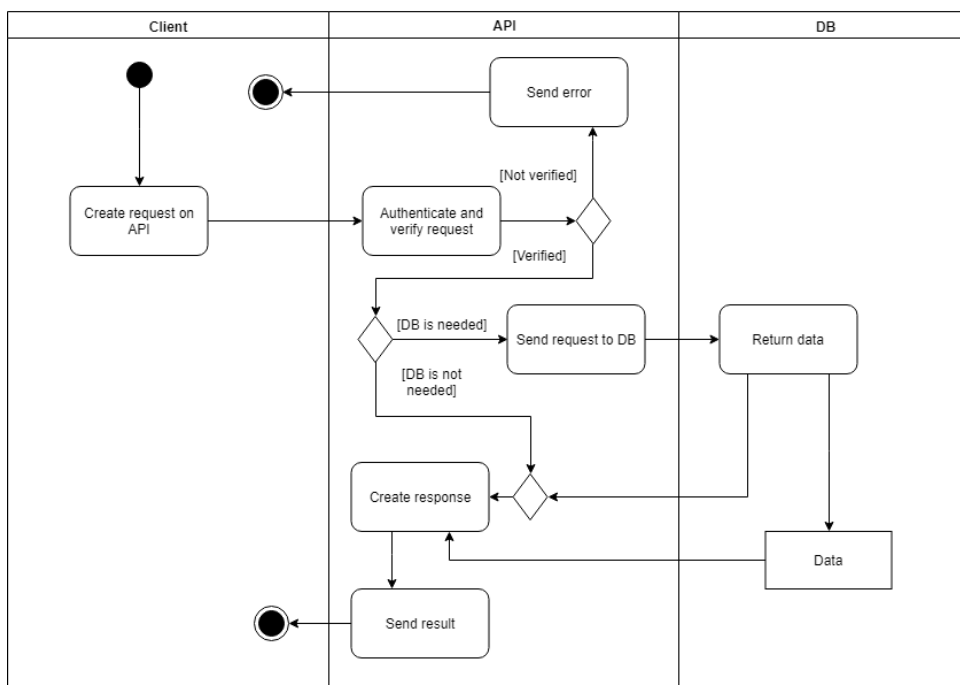 Client
API
DB
Send error
[Not verified]
Create request on
API
Authenticate and
verify request
[Verified]
[DB is needed]
Send request to DB
Return data
[DB is not
needed]
Create response
Data
Send result